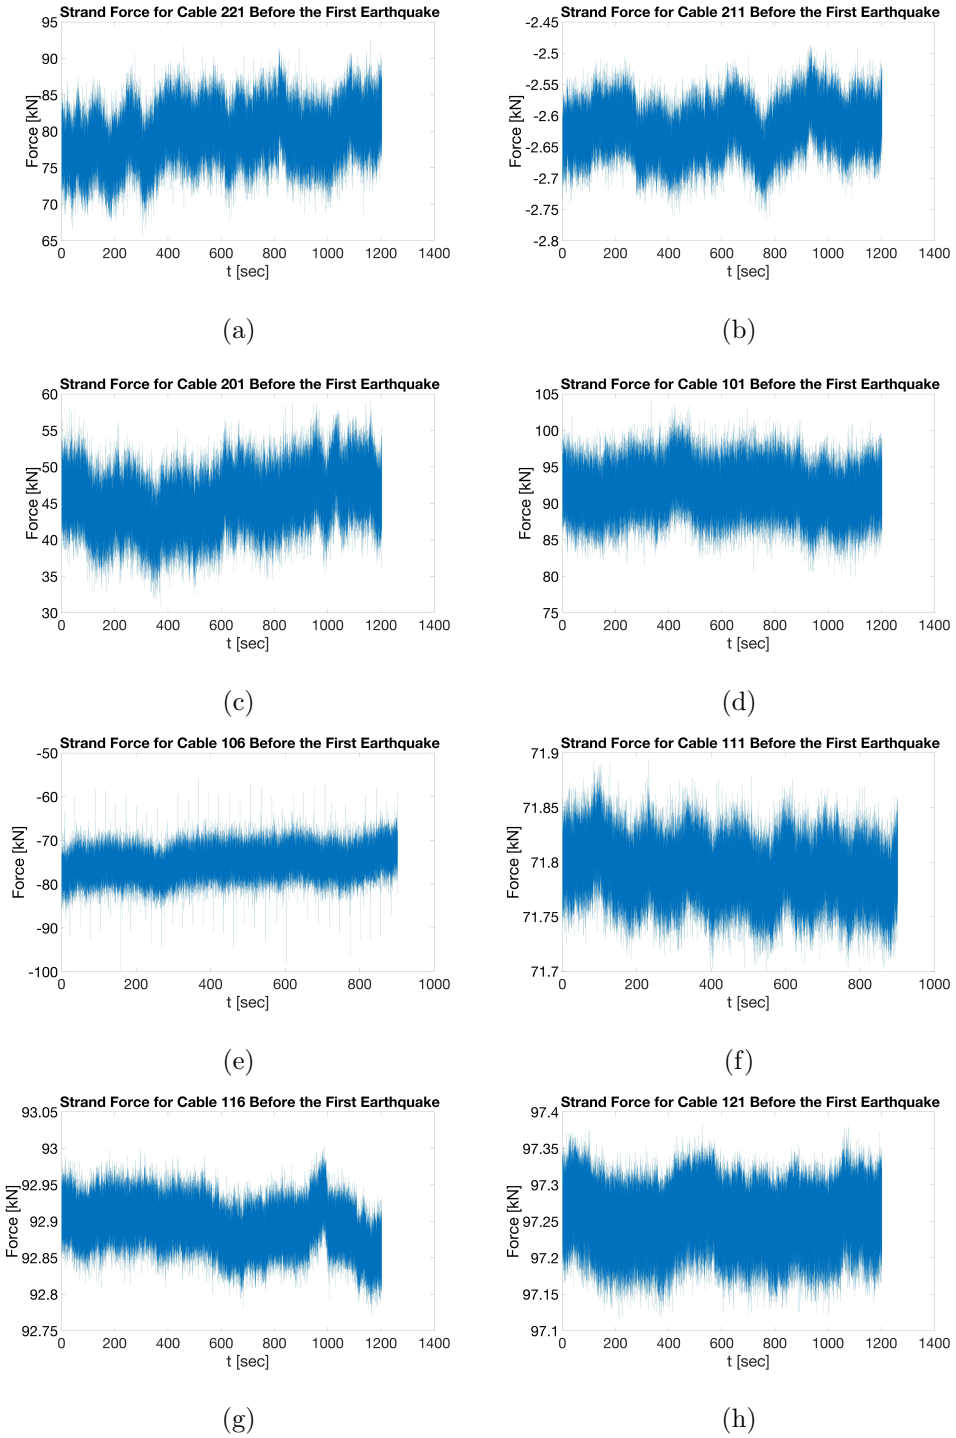 Strand Force for Cable 221 Before the First Earthquake
95
90
85
80
75
70
65
Force [kN]
0 200 400 600 800 1000 1200 1400
t [sec]
(a)
Strand Force for Cable 211 Before the First Earthquake
-2.45
-2.5
-2.55
-2.6
-2.65
-2.7
-2.75
-2.8
Force [kN]
0 200 400 600 800 1000 1200 1400
t [sec]
(b)
Strand Force for Cable 201 Before the First Earthquake
60
55
50
45
40
35
30
Force [kN]
0 200 400 600 800 1000 1200 1400
t [sec]
(c)
Strand Force for Cable 101 Before the First Earthquake
105
100
95
90
85
80
75
Force [kN]
0 200 400 600 800 1000 1200 1400
t [sec]
(d)
Strand Force for Cable 106 Before the First Earthquake
-50
-60
-70
-80
-90
-100
Force [kN]
0 200 400 600 800 1000
t [sec]
(e)
Strand Force for Cable 111 Before the First Earthquake
71.9
71.85
71.8
71.75
71.7
Force [kN]
0 200 400 600 800 1000
t [sec]
(f)
Strand Force for Cable 116 Before the First Earthquake
93.05
93
92.95
92.9
92.85
92.8
92.75
Force [kN]
0 200 400 600 800 1000 1200 1400
t [sec]
(g)
Strand Force for Cable 121 Before the First Earthquake
97.4
97.35
97.3
97.25
97.2
97.15
97.1
Force [kN]
0 200 400 600 800 1000 1200 1400
t [sec]
(h)